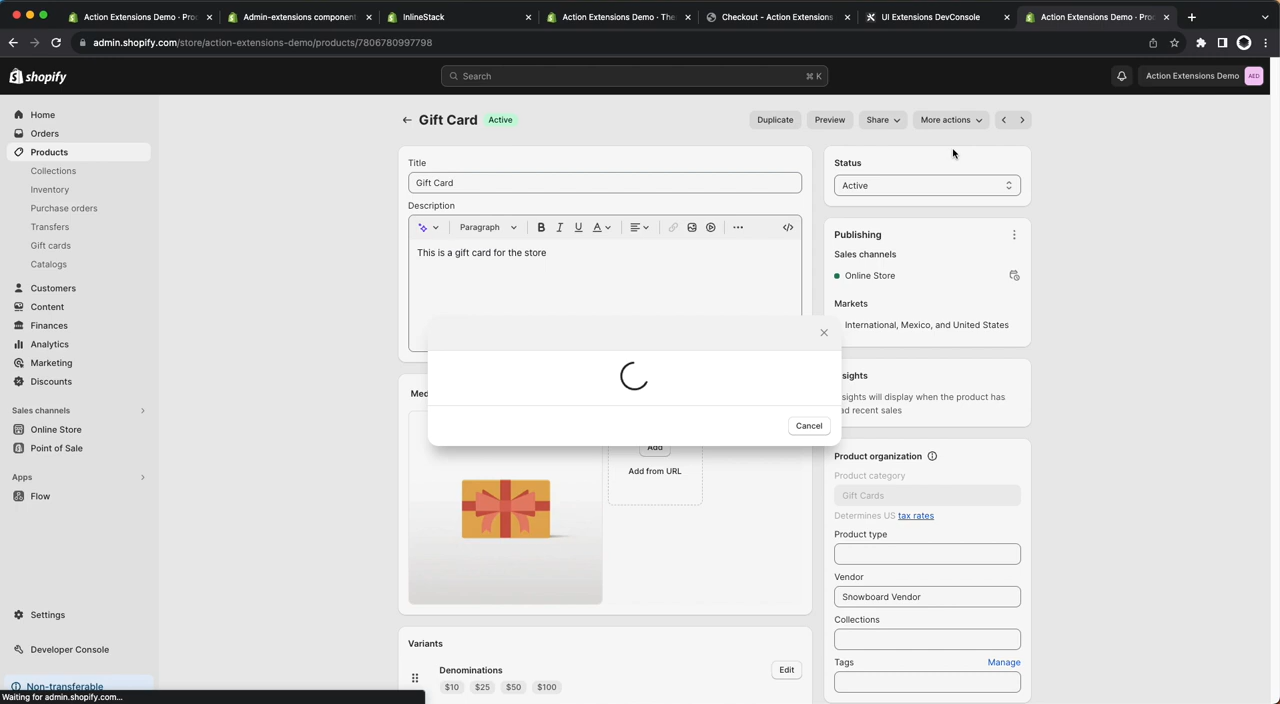 Action Extensions Demo · Proc
Admin-extensions component
InlineStack
Action Extensions Demo · The
Checkout - Action Extensions
UI Extensions DevConsole
Action Extensions Demo · Proc
admin.shopify.com/store/action-extensions-demo/products/7806780997798
shopify
Search
⌘ K
Action Extensions Demo
AED
Home
Orders
Products
Collections
Inventory
Purchase orders
Transfers
Gift cards
Catalogs
Customers
Content
Finances
Analytics
Marketing
Discounts
Sales channels
Online Store
Point of Sale
Apps
Flow
Settings
Developer Console
Non-transferable
Waiting for admin.shopify.com...
Gift Card
Active
Duplicate
Preview
Share
More actions
Title
Gift Card
Description
Paragraph
B
I
U
A
This is a gift card for the store
Med
Cancel
Add
Add from URL
Variants
Denominations
$10
$25
$50
$100
Edit
Status
Active
Publishing
Sales channels
Online Store
Markets
International, Mexico, and United States
sights
sights will display when the product has
ad recent sales
Product organization
Product category
Gift Cards
Determines US tax rates
Product type
Vendor
Snowboard Vendor
Collections
Tags
Manage